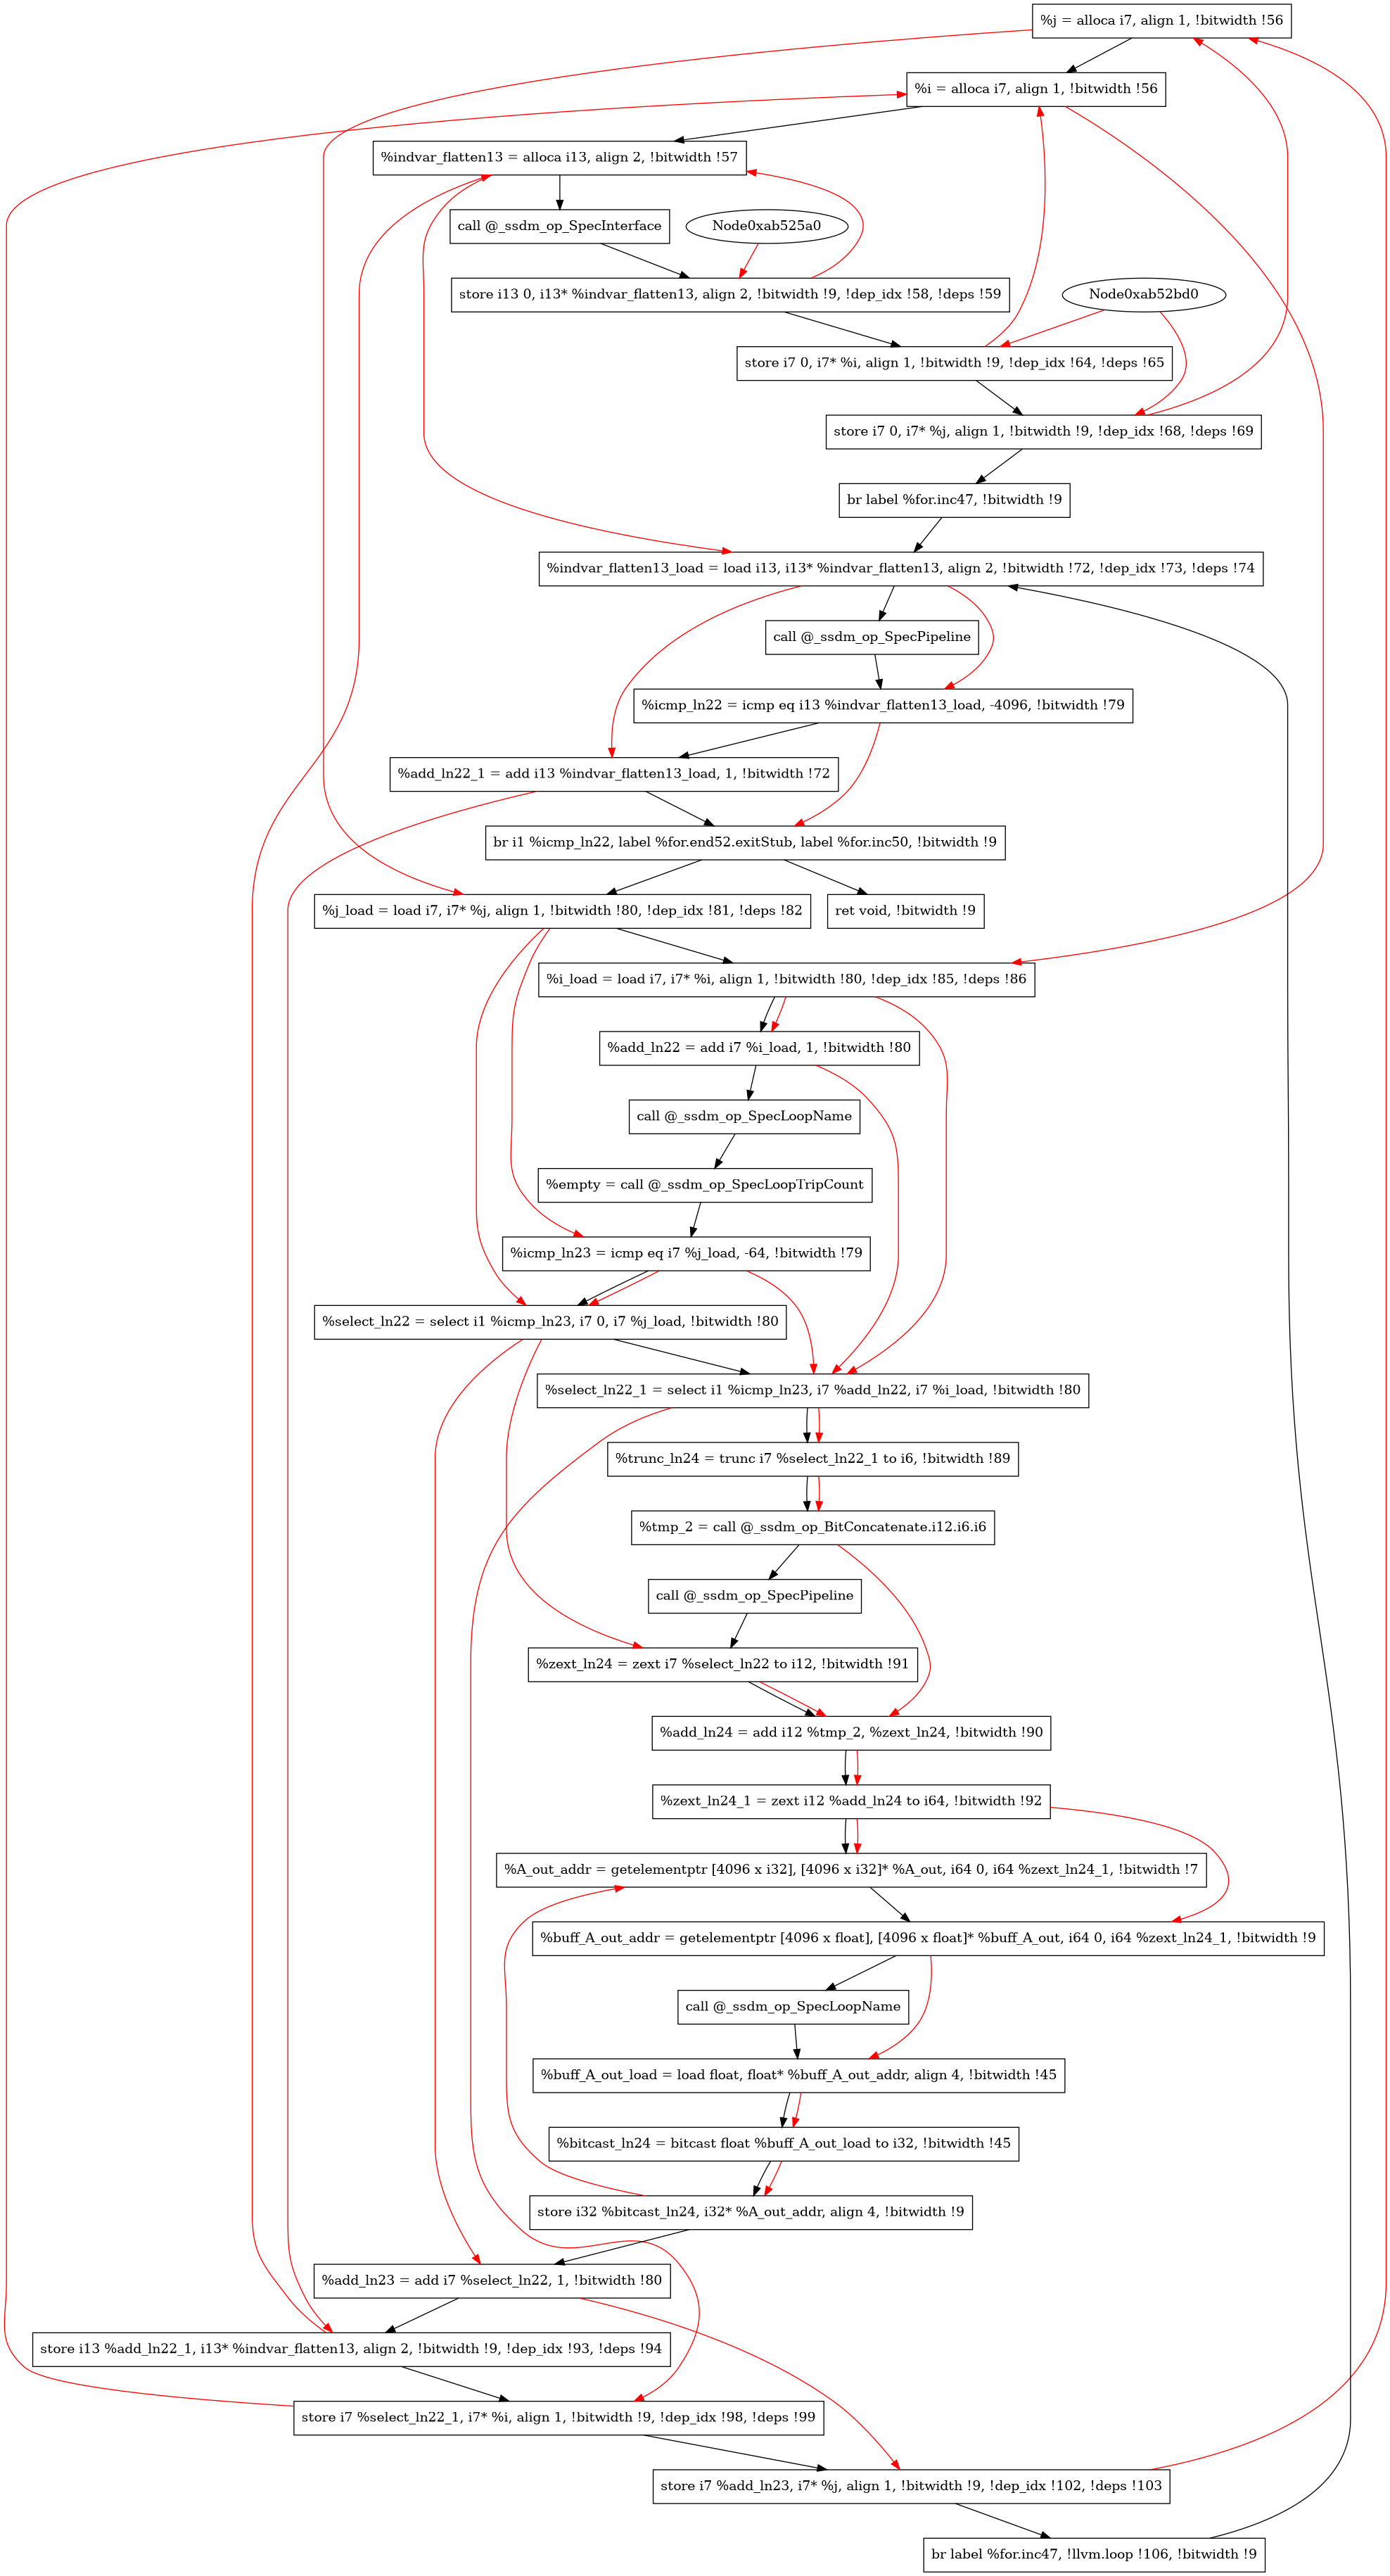 %j = alloca i7, align 1, !bitwidth !56
%i = alloca i7, align 1, !bitwidth !56
%indvar_flatten13 = alloca i13, align 2, !bitwidth !57
call @_ssdm_op_SpecInterface
Node0xab525a0
store i13 0, i13* %indvar_flatten13, align 2, !bitwidth !9, !dep_idx !58, !deps !59
Node0xab52bd0
store i7 0, i7* %i, align 1, !bitwidth !9, !dep_idx !64, !deps !65
store i7 0, i7* %j, align 1, !bitwidth !9, !dep_idx !68, !deps !69
br label %for.inc47, !bitwidth !9
%indvar_flatten13_load = load i13, i13* %indvar_flatten13, align 2, !bitwidth !72, !dep_idx !73, !deps !74
call @_ssdm_op_SpecPipeline
%icmp_ln22 = icmp eq i13 %indvar_flatten13_load, -4096, !bitwidth !79
%add_ln22_1 = add i13 %indvar_flatten13_load, 1, !bitwidth !72
br i1 %icmp_ln22, label %for.end52.exitStub, label %for.inc50, !bitwidth !9
%j_load = load i7, i7* %j, align 1, !bitwidth !80, !dep_idx !81, !deps !82
ret void, !bitwidth !9
%i_load = load i7, i7* %i, align 1, !bitwidth !80, !dep_idx !85, !deps !86
%add_ln22 = add i7 %i_load, 1, !bitwidth !80
call @_ssdm_op_SpecLoopName
%empty = call @_ssdm_op_SpecLoopTripCount
%icmp_ln23 = icmp eq i7 %j_load, -64, !bitwidth !79
%select_ln22 = select i1 %icmp_ln23, i7 0, i7 %j_load, !bitwidth !80
%select_ln22_1 = select i1 %icmp_ln23, i7 %add_ln22, i7 %i_load, !bitwidth !80
%trunc_ln24 = trunc i7 %select_ln22_1 to i6, !bitwidth !89
%tmp_2 = call @_ssdm_op_BitConcatenate.i12.i6.i6
call @_ssdm_op_SpecPipeline
%zext_ln24 = zext i7 %select_ln22 to i12, !bitwidth !91
%add_ln24 = add i12 %tmp_2, %zext_ln24, !bitwidth !90
%zext_ln24_1 = zext i12 %add_ln24 to i64, !bitwidth !92
%A_out_addr = getelementptr [4096 x i32], [4096 x i32]* %A_out, i64 0, i64 %zext_ln24_1, !bitwidth !7
%buff_A_out_addr = getelementptr [4096 x float], [4096 x float]* %buff_A_out, i64 0, i64 %zext_ln24_1, !bitwidth !9
call @_ssdm_op_SpecLoopName
%buff_A_out_load = load float, float* %buff_A_out_addr, align 4, !bitwidth !45
%bitcast_ln24 = bitcast float %buff_A_out_load to i32, !bitwidth !45
store i32 %bitcast_ln24, i32* %A_out_addr, align 4, !bitwidth !9
%add_ln23 = add i7 %select_ln22, 1, !bitwidth !80
store i13 %add_ln22_1, i13* %indvar_flatten13, align 2, !bitwidth !9, !dep_idx !93, !deps !94
store i7 %select_ln22_1, i7* %i, align 1, !bitwidth !9, !dep_idx !98, !deps !99
store i7 %add_ln23, i7* %j, align 1, !bitwidth !9, !dep_idx !102, !deps !103
br label %for.inc47, !llvm.loop !106, !bitwidth !9